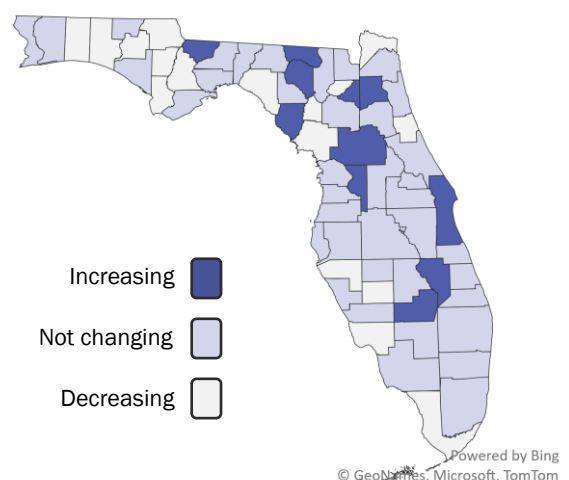 Increasing
Not changing
Decreasing
Powered by Bing
© GeoNames, Microsoft, TomTom